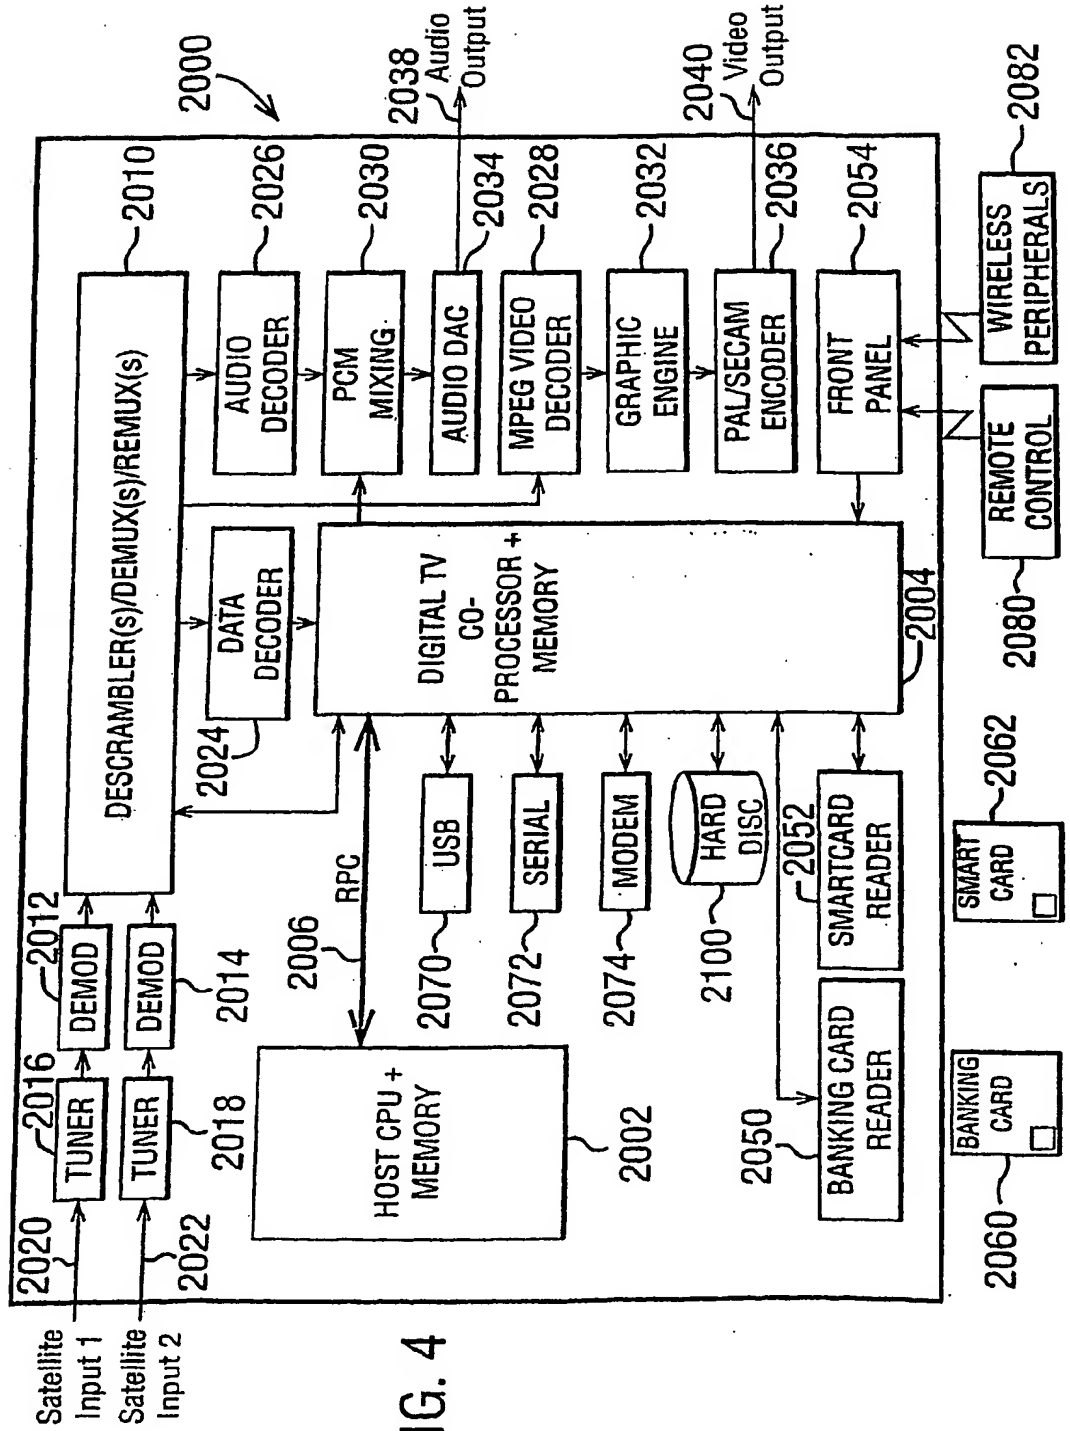 2000
Satellite
Input 1
2020
TUNER
2016
DEMOD
2012
Satellite
Input 2
2022
TUNER
2018
DEMOD
2014
DESCRAMBLER(s)/DEMUX(s)/REMUX(s)
2010
HOST CPU +
MEMORY
2002
2006
RPC
2024
DATA
DECODER
AUDIO
DECODER
2026
PCM
MIXING
2030
AUDIO DAC
2034
2038
Audio
Output
MPEG VIDEO
DECODER
2028
GRAPHIC
ENGINE
2032
PAL/SECAM
ENCODER
2036
2040
Video
Output
FRONT
PANEL
2054
DIGITAL TV
CO-
PROCESSOR +
MEMORY
2004
USB
2070
SERIAL
2072
MODEM
2074
HARD
DISC
2100
SMARTCARD
READER
2052
BANKING CARD
READER
2050
BANKING
CARD
2060
SMART
CARD
2062
REMOTE
CONTROL
2080
WIRELESS
PERIPHERALS
2082
IG. 4